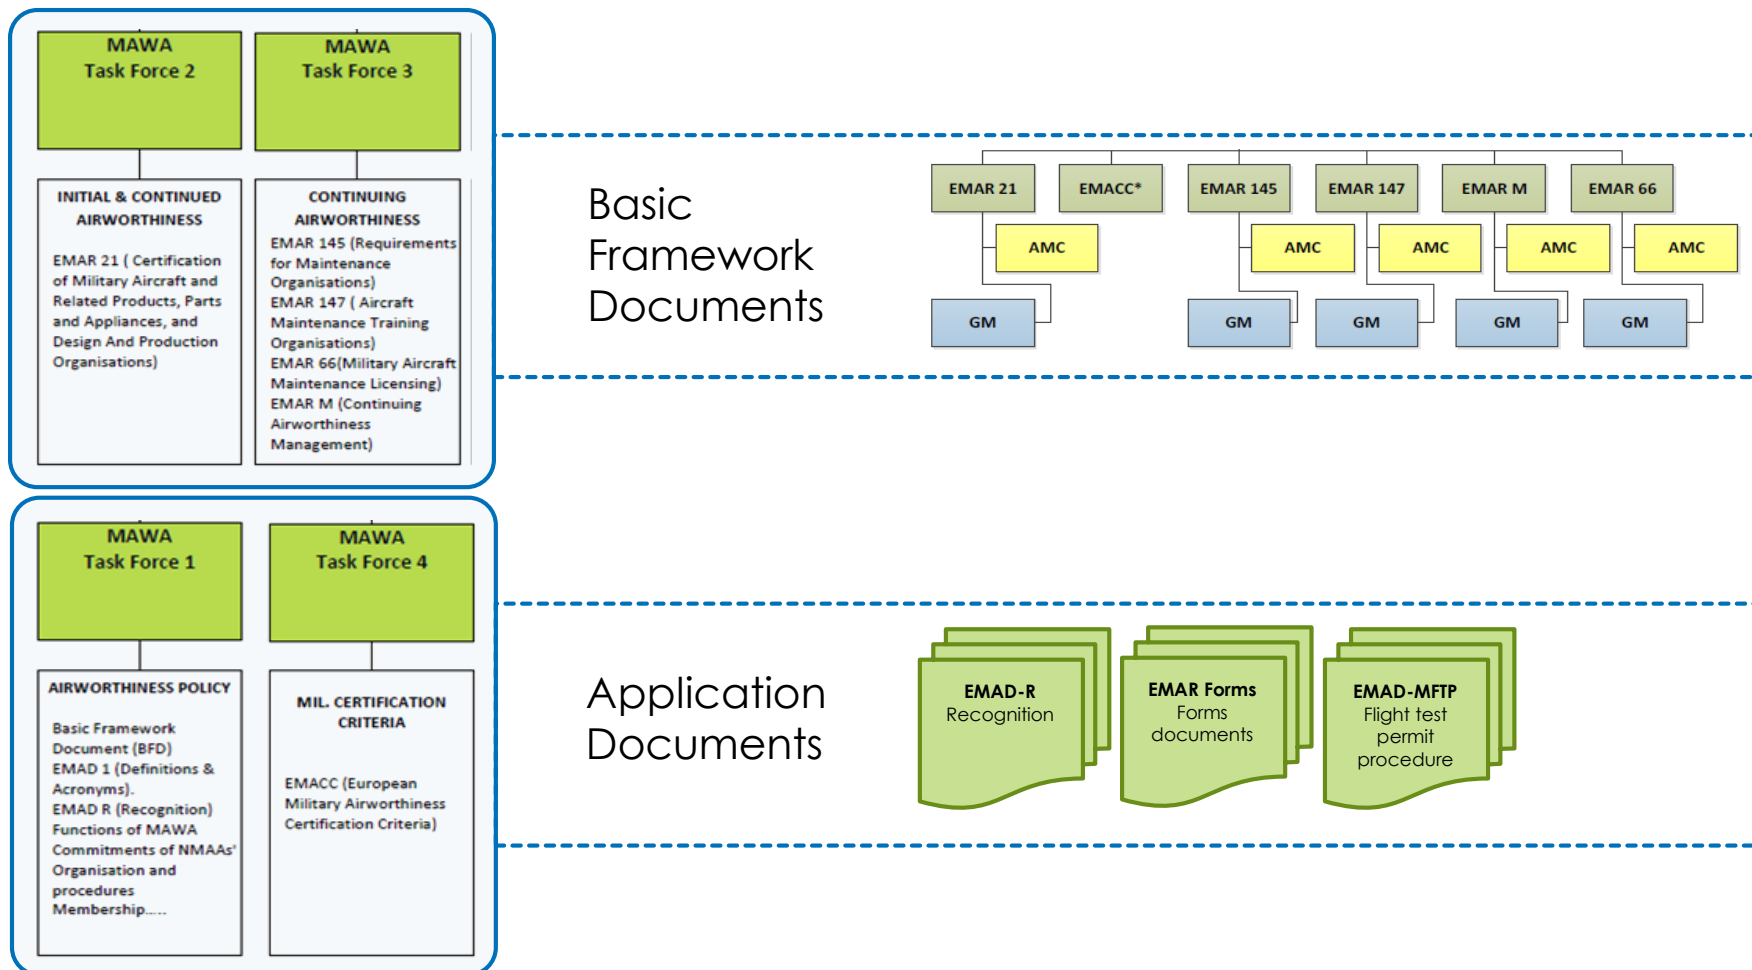 MAWA
Task Force 2
MAWA
Task Force 3
INITIAL & CONTINUED
AIRWORTHINESS
EMAR 21 ( Certification
of Military Aircraft and
Related Products, Parts
and Appliances, and
Design And Production
Organisations)
CONTINUING
AIRWORTHINESS
EMAR 145 (Requirements
for Maintenance
Organisations)
EMAR 147 ( Aircraft
Maintenance Training
Organisations)
EMAR 66(Military Aircraft
Maintenance Licensing)
EMAR M (Continuing
Airworthiness
Management)
Basic
Framework
Documents
EMAR 21
EMACC*
EMAR 145
EMAR 147
EMAR M
EMAR 66
AMC
AMC
AMC
AMC
AMC
GM
GM
GM
GM
GM
MAWA
Task Force 1
MAWA
Task Force 4
AIRWORTHINESS POLICY
Basic Framework
Document (BFD)
EMAD 1 (Definitions &
Acronyms).
EMAD R (Recognition)
Functions of MAWA
Commitments of NMAAs'
Organisation and
procedures
Membership.....
MIL. CERTIFICATION
CRITERIA
EMACC (European
Military Airworthiness
Certification Criteria)
Application
Documents
EMAD-R
Recognition
EMAR Forms
Forms
documents
EMAD-MFTP
Flight test
permit
procedure